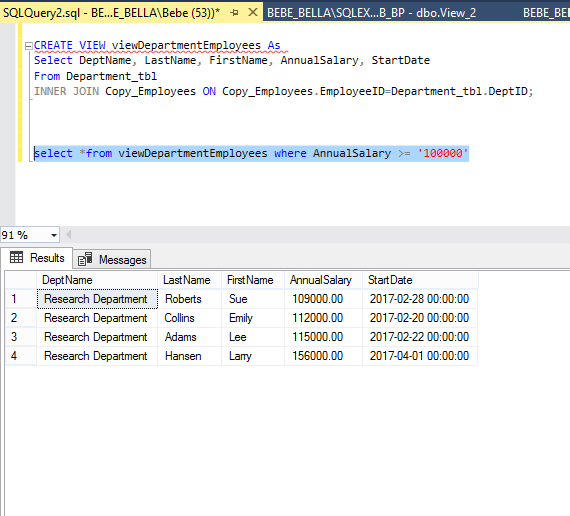 SQLQuery2.sql - BE...E_BELLA\Bebe (53))* BEBE_BELLA\SQLEX...B_BP - dbo.View_2 BEBE_BE
CREATE VIEW viewDepartmentEmployees As
Select DeptName, LastName, FirstName, AnnualSalary, StartDate
From Department_tbl
INNER JOIN Copy_Employees ON Copy_Employees.EmployeeID=Department_tbl.DeptID;
select *from viewDepartmentEmployees where AnnualSalary >= '100000'
91 %
Results Messages
DeptName LastName FirstName AnnualSalary StartDate
1 Research Department Roberts Sue 109000.00 2017-02-28 00:00:00
2 Research Department Collins Emily 112000.00 2017-02-20 00:00:00
3 Research Department Adams Lee 115000.00 2017-02-22 00:00:00
4 Research Department Hansen Larry 156000.00 2017-04-01 00:00:00